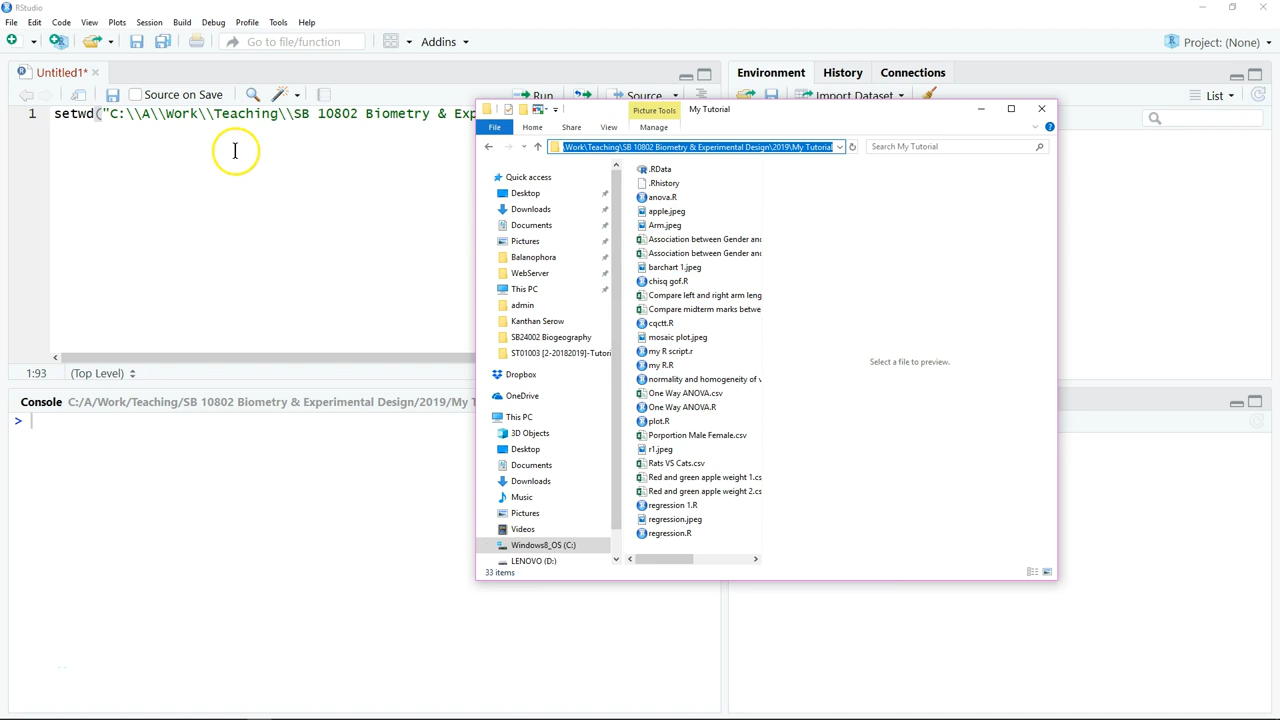 RStudio
File Edit Code View Plots Session Build Debug Profile Tools Help
Go to file/function Addins Project: (None)
Untitled1*
Source on Save Run Source
1 setwd("C:\\A\\Work\\Teaching\\SB 10802 Biometry & Exp
1:93 (Top Level)
Console C:/A/Work/Teaching/SB 10802 Biometry & Experimental Design/2019/My T
>
Environment History Connections
Import Dataset List
Picture Tools My Tutorial
File Home Share View Manage
\Work\Teaching\SB 10802 Biometry & Experimental Design\2019\My Tutorial
Search My Tutorial
Quick access
Desktop
Downloads
Documents
Pictures
Balanophora
WebServer
This PC
admin
Kanthan Serow
SB24002 Biogeography
ST01003 [2-20182019]-Tutori
Dropbox
OneDrive
This PC
3D Objects
Desktop
Documents
Downloads
Music
Pictures
Videos
Windows8_OS (C:)
LENOVO (D:)
.RData
.Rhistory
anova.R
apple.jpeg
Arm.jpeg
Association between Gender and
Association between Gender and
barchart 1.jpeg
chisq gof.R
Compare left and right arm leng
Compare midterm marks betwe
cqctt.R
mosaic plot.jpeg
my R script.r
my R.R
normality and homogeneity of v
One Way ANOVA.csv
One Way ANOVA.R
plot.R
Porportion Male Female.csv
r1.jpeg
Rats VS Cats.csv
Red and green apple weight 1.cs
Red and green apple weight 2.cs
regression 1.R
regression.jpeg
regression.R
Select a file to preview.
33 items